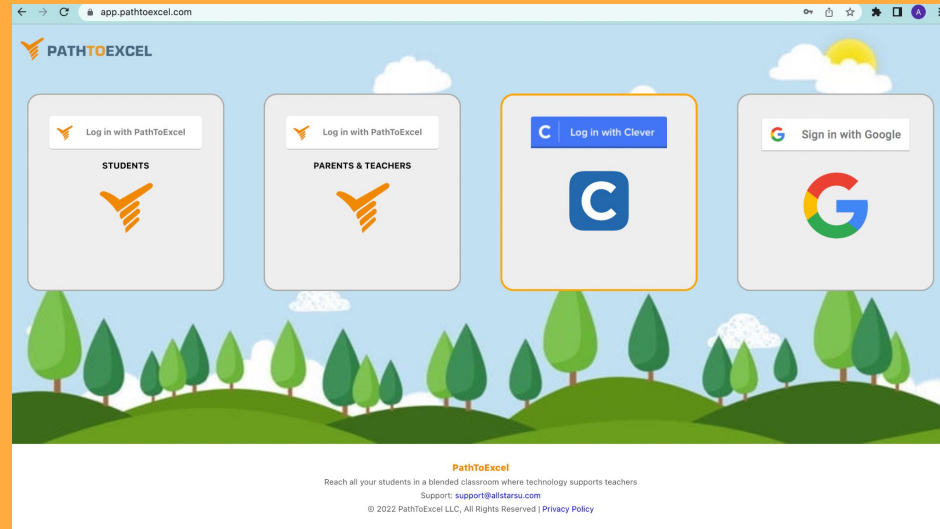 app.pathtoexcel.com
A
PATHTOEXCEL
Log in with PathToExcel
STUDENTS
Log in with PathToExcel
PARENTS & TEACHERS
C Log in with Clever
C
G Sign in with Google
G
PathToExcel
Reach all your students in a blended classroom where technology supports teachers
Support: support@allstarsu.com
© 2022 PathToExcel LLC, All Rights Reserved | Privacy Policy